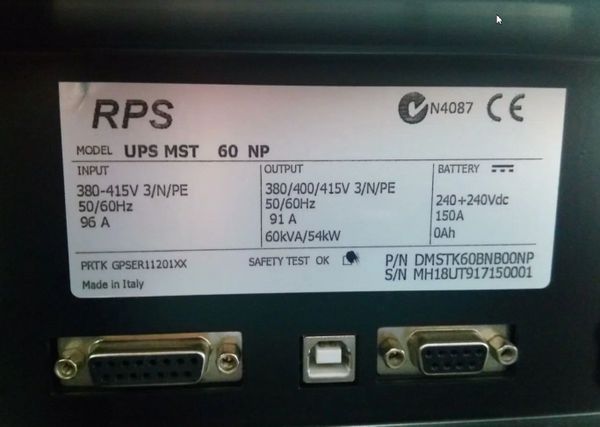 RPS
N4087 CE
MODEL UPS MST 60 NP
INPUT
380-415V 3/N/PE
50/60Hz
96 A
OUTPUT
380/400/415V 3/N/PE
50/60Hz
91 A
60kVA/54kW
BATTERY
240+240Vdc
150A
0Ah
PRTK GPSER11201XX
SAFETY TEST OK
P/N DMSTK60BNB00NP
S/N MH18UT917150001
Made in Italy